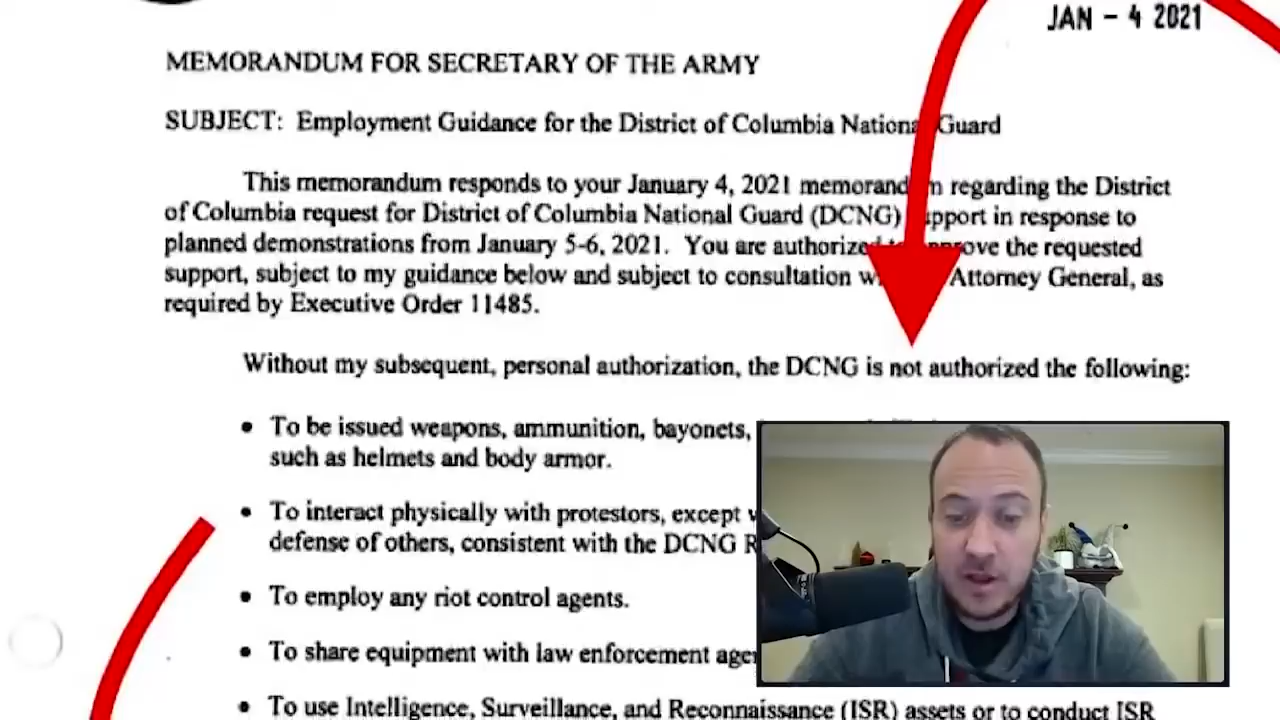 JAN - 4 2021
MEMORANDUM FOR SECRETARY OF THE ARMY
SUBJECT: Employment Guidance for the District of Columbia National Guard
This memorandum responds to your January 4, 2021 memorandum regarding the District
of Columbia request for District of Columbia National Guard (DCNG) support in response to
planned demonstrations from January 5-6, 2021. You are authorized to approve the requested
support, subject to my guidance below and subject to consultation Attorney General, as
required by Executive Order 11485.
Without my subsequent, personal authorization, the DCNG is not authorized the following:
• To be issued weapons, ammunition, bayonets,
such as helmets and body armor.
• To interact physically with protestors, except
defense of others, consistent with the DCNG R
• To employ any riot control agents.
• To share equipment with law enforcement
• To use Intelligence, Surveillance, and Reconnaissance (ISR) assets or to conduct ISR